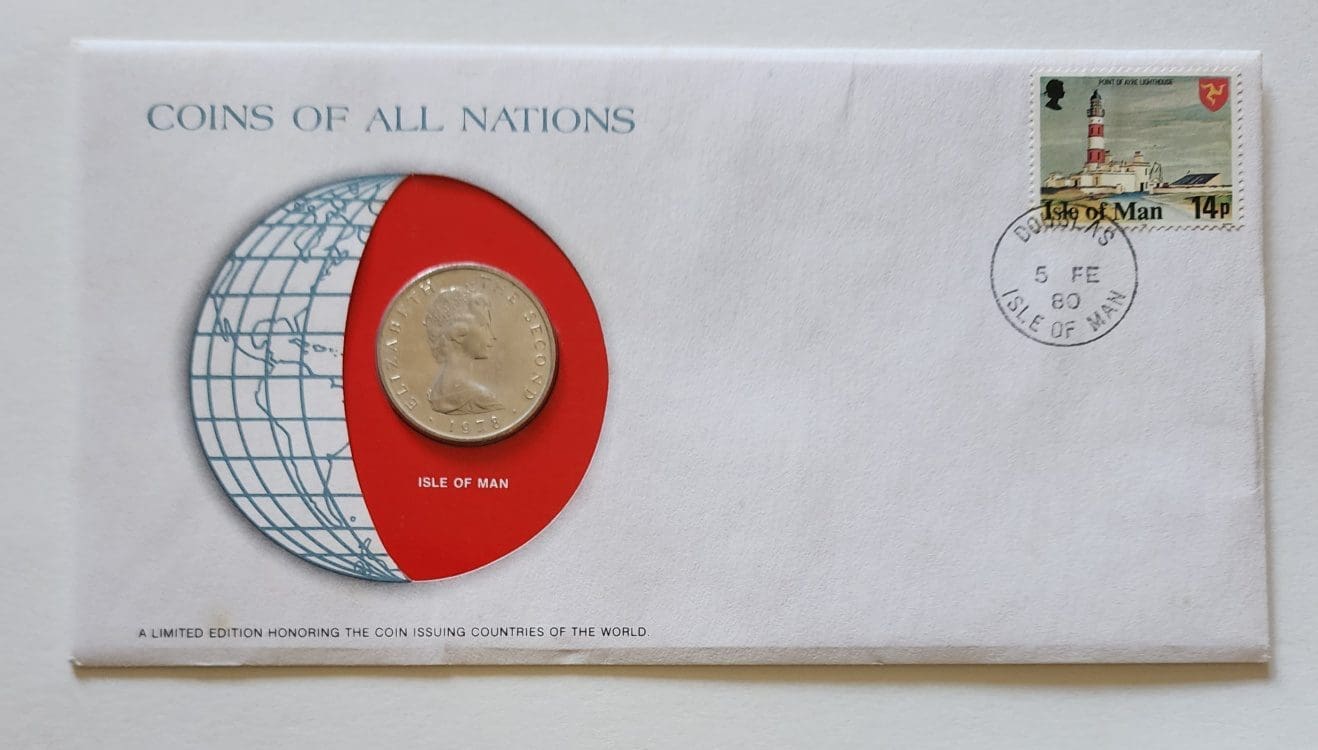 COINS OF ALL NATIONS
POINT OF AYRE LIGHTHOUSE
Isle of Man 14p
DOUGLAS
5 FE
80
ISLE OF MAN
· ELIZABETH THE SECOND ·
1978
ISLE OF MAN
A LIMITED EDITION HONORING THE COIN ISSUING COUNTRIES OF THE WORLD.